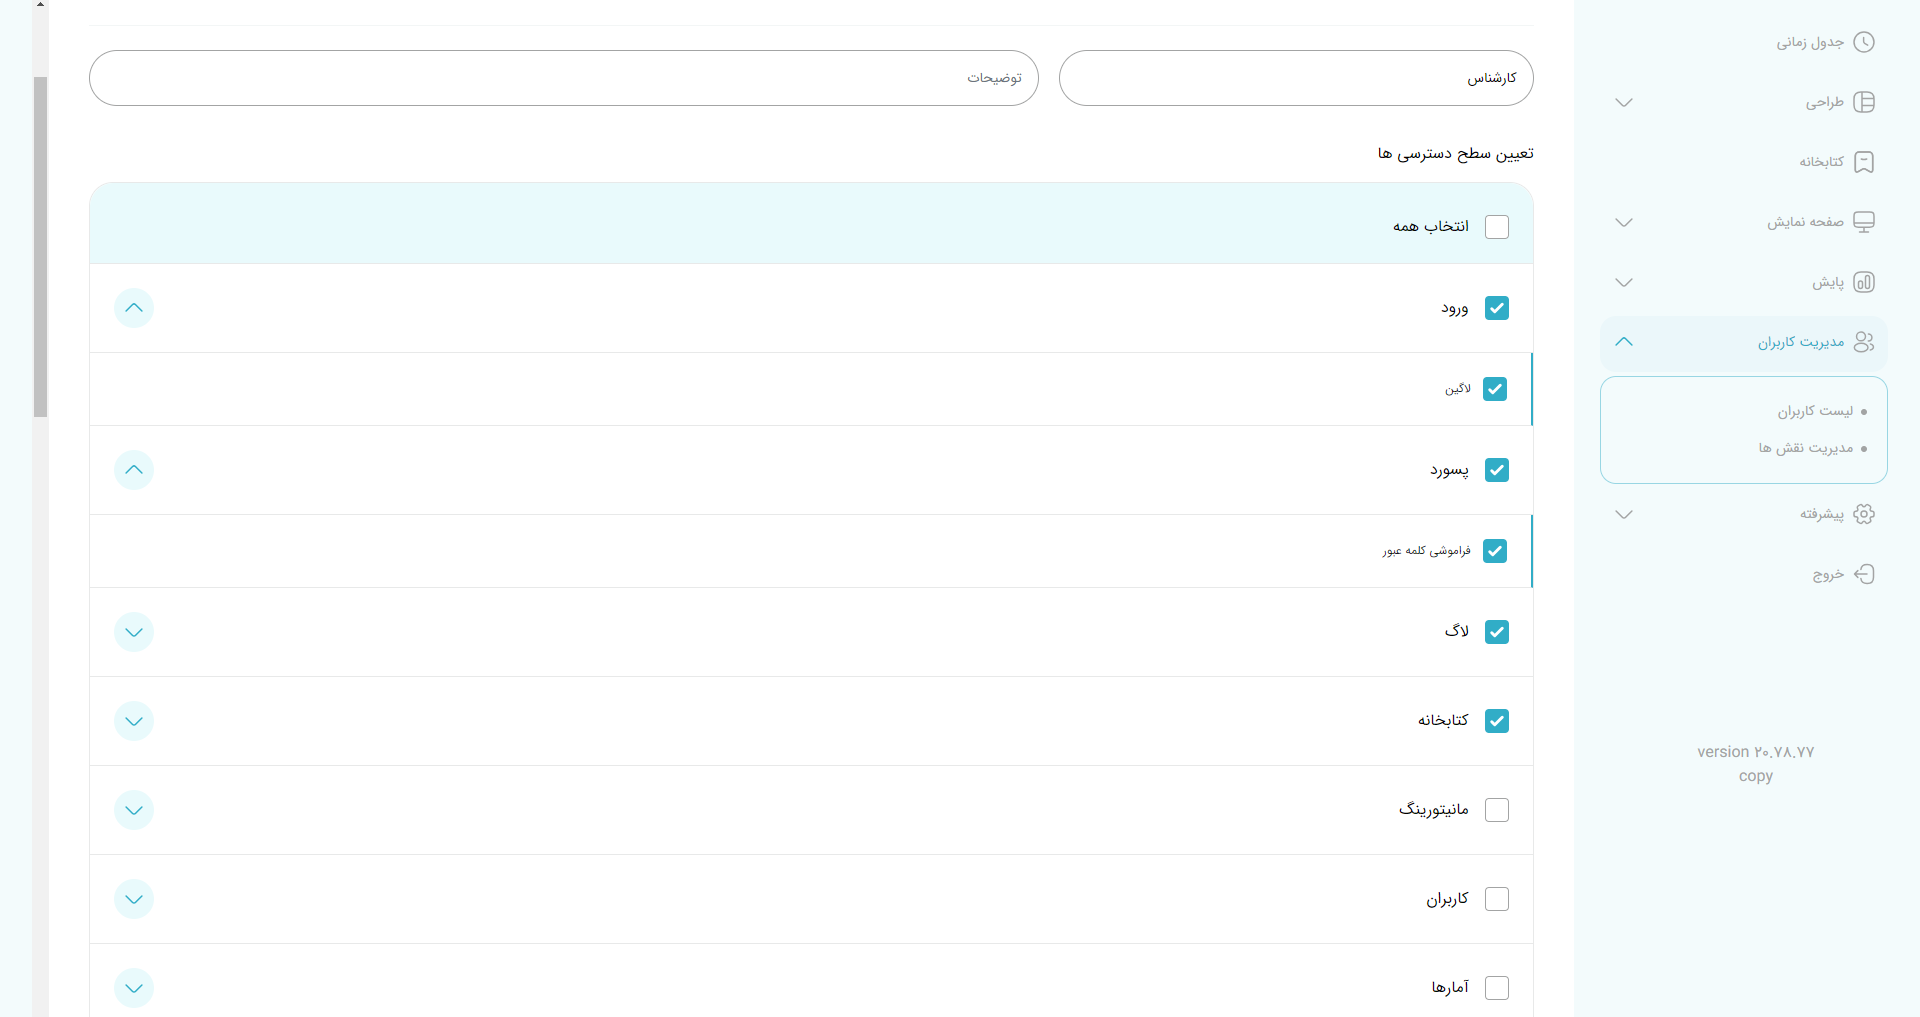 جدول زمانی
طراحی
کتابخانه
صفحه نمایش
پایش
مدیریت کاربران
لیست کاربران
مدیریت نقش ها
پیشرفته
خروج
version ۲۰.۷۸.۷۷
copy
کارشناس
توضیحات
تعیین سطح دسترسی ها
انتخاب همه
ورود
لاگین
پسورد
فراموشی کلمه عبور
لاگ
کتابخانه
مانیتورینگ
کاربران
آمارها